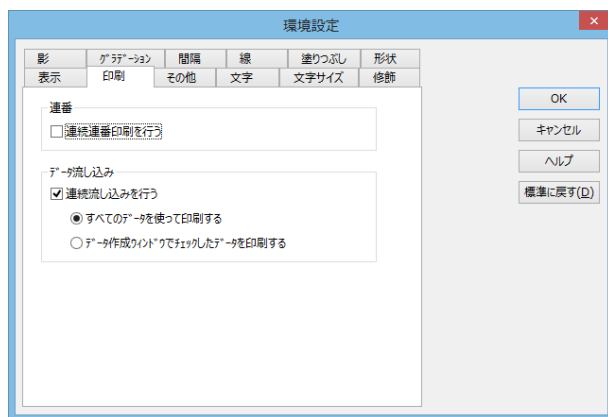 環境設定
影 ｸﾞﾗﾃﾞｰｼｮﾝ 間隔 線 塗りつぶし 形状
表示 印刷 その他 文字 文字サイズ 修飾
連番
連続連番印刷を行う
ﾃﾞｰﾀ流し込み
連続流し込みを行う
すべてのﾃﾞｰﾀを使って印刷する
ﾃﾞｰﾀ作成ｳｨﾝﾄﾞｳでﾁｪｯｸしたﾃﾞｰﾀを印刷する
OK
キャンセル
ヘルプ
標準に戻す(D)